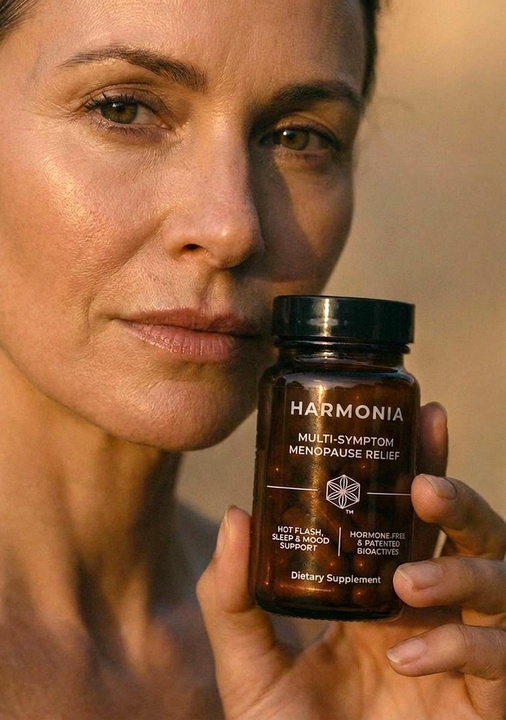 HARMONIA
MULTI-SYMPTOM
MENOPAUSE RELIEF
TM
HOT FLASH,
SLEEP & MOOD
SUPPORT
HORMONE-FREE
& PATENTED
BIOACTIVES
Dietary Supplement